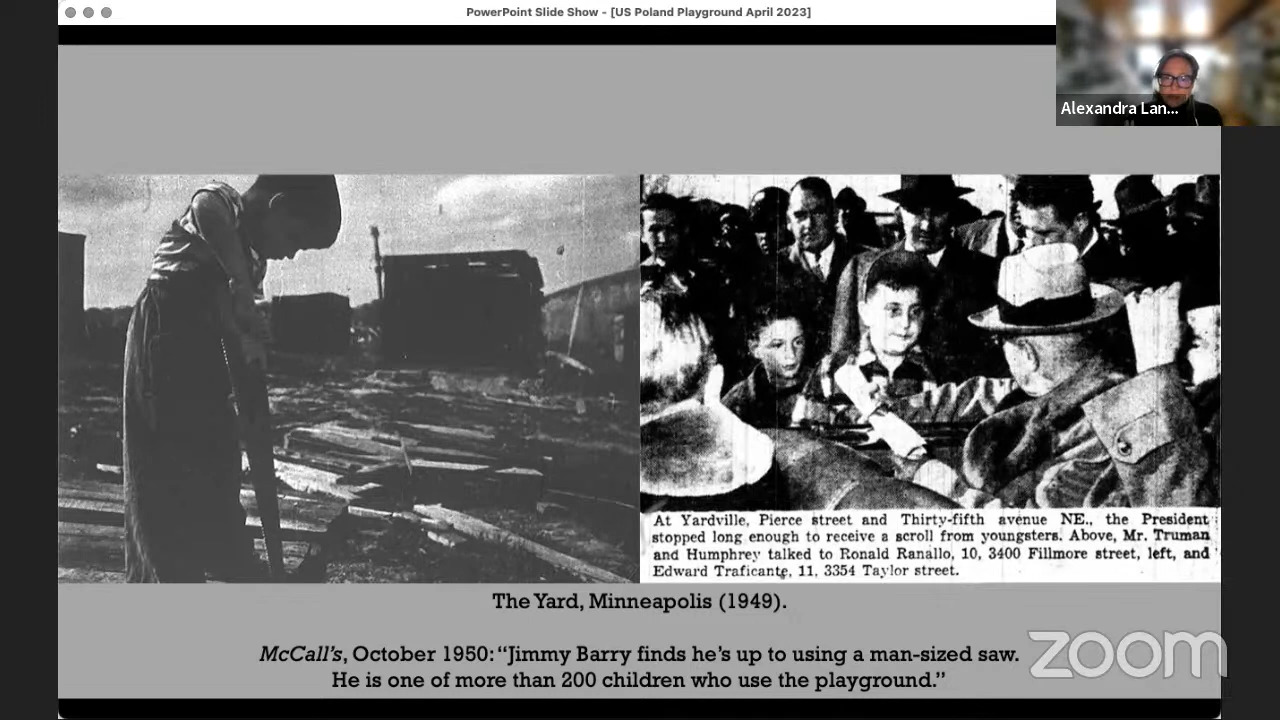 PowerPoint Slide Show - [US Poland Playground April 2023]
Alexandra Lan...
At Yardville, Pierce street and Thirty-fifth avenue NE., the President
stopped long enough to receive a scroll from youngsters. Above, Mr. Truman
and Humphrey talked to Ronald Ranallo, 10, 3400 Fillmore street, left, and
Edward Traficante, 11, 3354 Taylor street.
The Yard, Minneapolis (1949).
McCall's, October 1950: “Jimmy Barry finds he's up to using a man-sized saw.
He is one of more than 200 children who use the playground.”
zoom